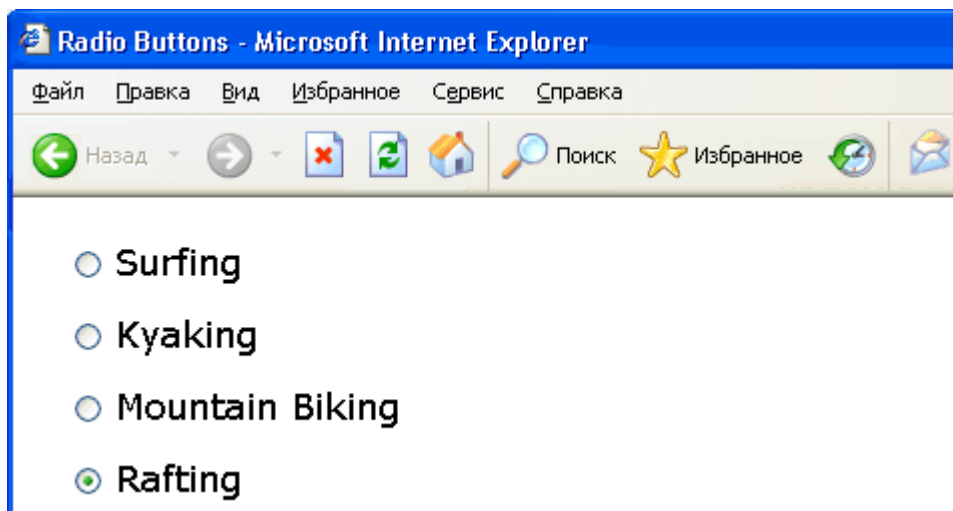 Radio Buttons - Microsoft Internet Explorer
Файл Правка Вид Избранное Сервис Справка
Назад Поиск Избранное
Surfing
Kyaking
Mountain Biking
Rafting